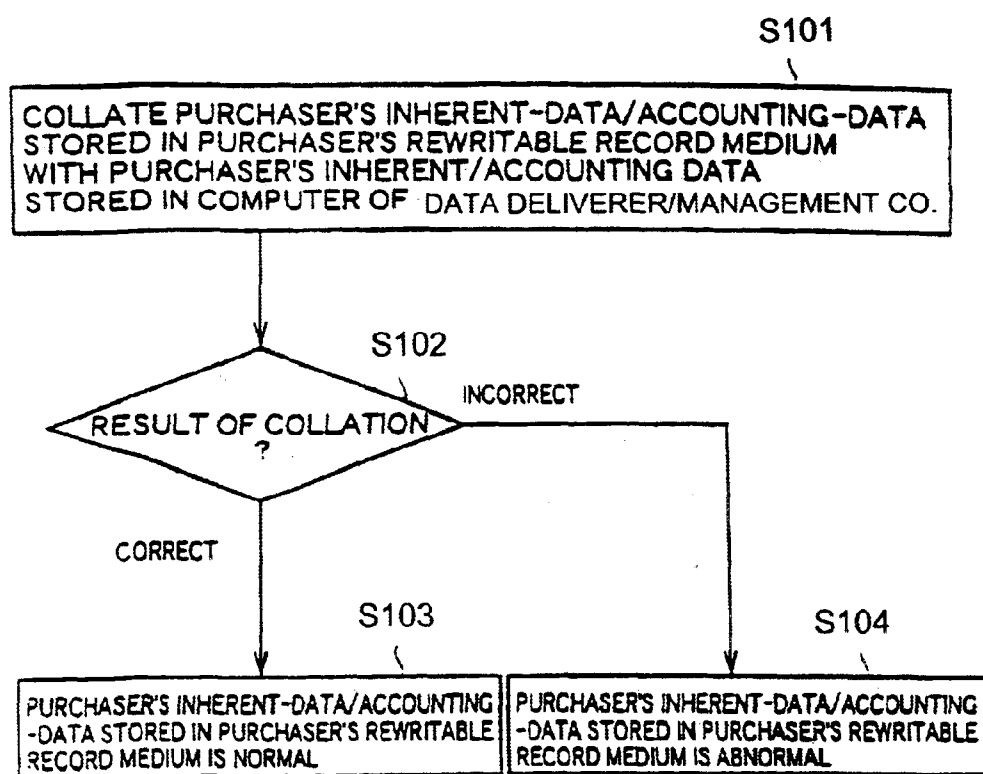 S101
COLLATE PURCHASER'S INHERENT-DATA/ACCOUNTING-DATA
STORED IN PURCHASER'S REWRITABLE RECORD MEDIUM
WITH PURCHASER'S INHERENT/ACCOUNTING DATA
STORED IN COMPUTER OF DATA DELIVERER/MANAGEMENT CO.
S102
INCORRECT
RESULT OF COLLATION
?
CORRECT
S103
PURCHASER'S INHERENT-DATA/ACCOUNTING
-DATA STORED IN PURCHASER'S REWRITABLE
RECORD MEDIUM IS NORMAL
S104
PURCHASER'S INHERENT-DATA/ACCOUNTING
-DATA STORED IN PURCHASER'S REWRITABLE
RECORD MEDIUM IS ABNORMAL